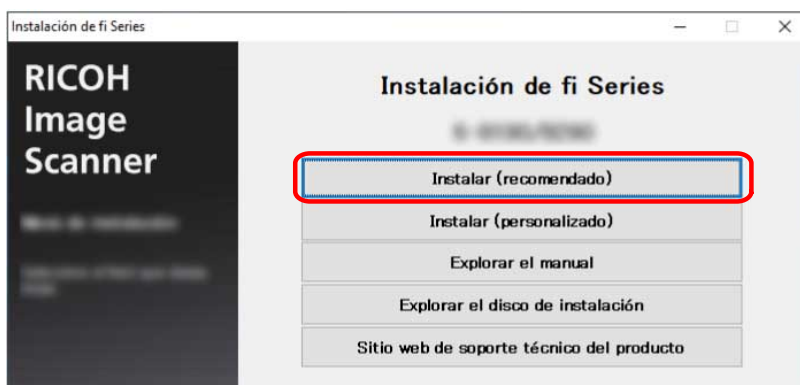 Instalación de fi Series
RICOH
Image
Scanner
Instalación de fi Series
Instalar (recomendado)
Instalar (personalizado)
Explorar el manual
Explorar el disco de instalación
Sitio web de soporte técnico del producto